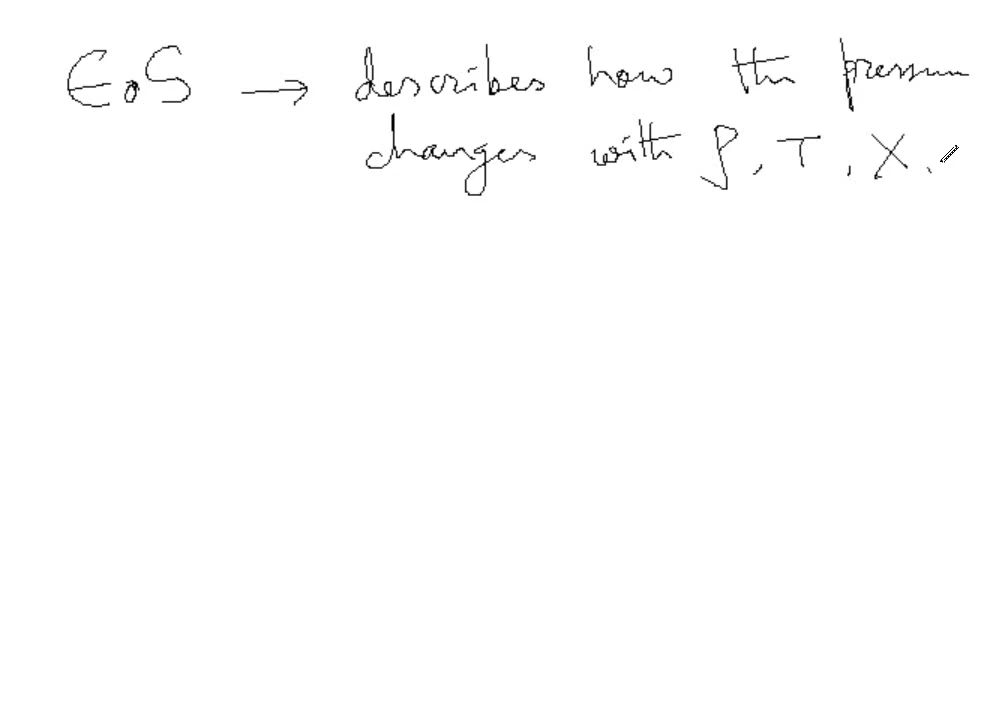 EoS → describes how the pressure
changes with ρ, T, X,